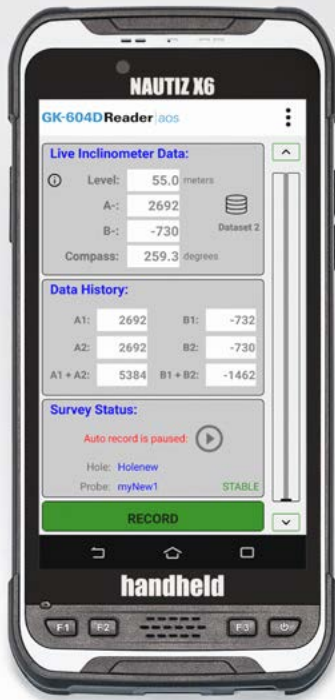 NAUTIZ X6
GK-604DReader|aos
Live Inclinometer Data:
Level: 55.0 meters
A-: 2692
B-: -730
Dataset 2
Compass: 259.3 degrees
Data History:
A1: 2692 B1: -732
A2: 2692 B2: -730
A1 + A2: 5384 B1 + B2: -1462
Survey Status:
Auto record is paused:
Hole: Holenew
Probe: myNew1 STABLE
RECORD
handheld
F1 F2 F3